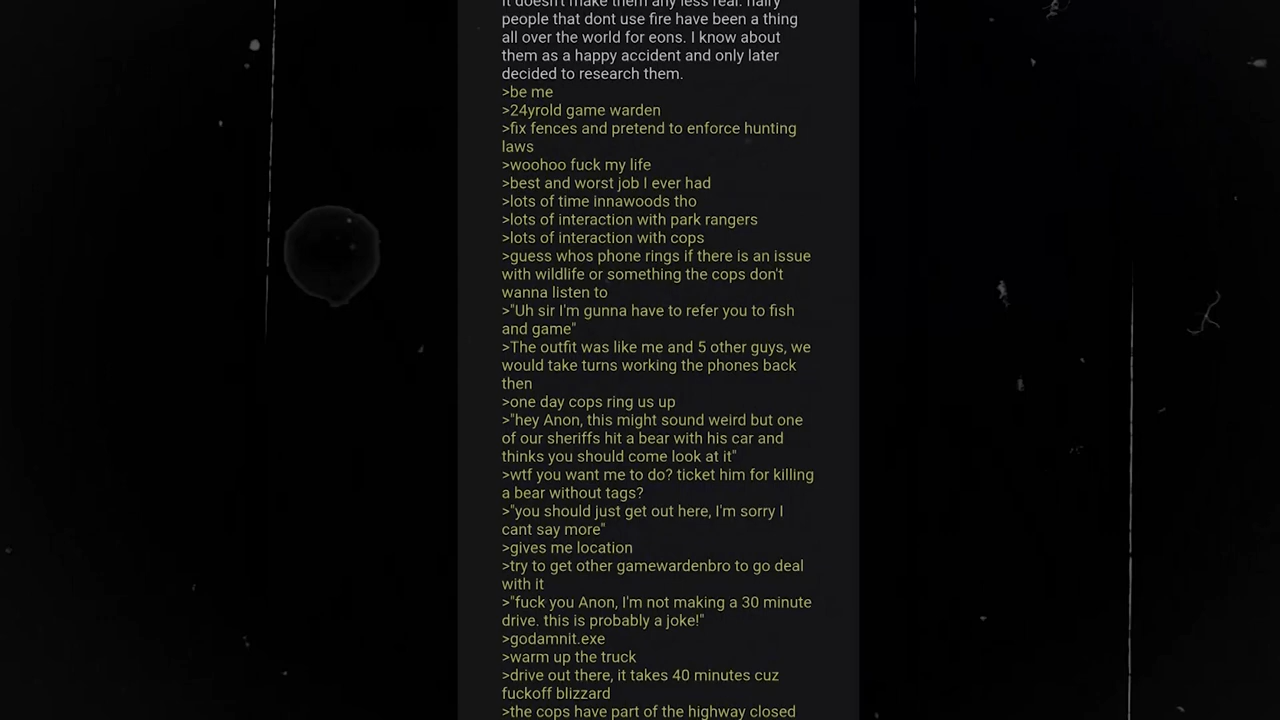 it doesn't make them any less real. hairy
people that dont use fire have been a thing
all over the world for eons. I know about
them as a happy accident and only later
decided to research them.
>be me
>24yrold game warden
>fix fences and pretend to enforce hunting
laws
>woohoo fuck my life
>best and worst job I ever had
>lots of time innawoods tho
>lots of interaction with park rangers
>lots of interaction with cops
>guess whos phone rings if there is an issue
with wildlife or something the cops don't
wanna listen to
>"Uh sir I'm gunna have to refer you to fish
and game"
>The outfit was like me and 5 other guys, we
would take turns working the phones back
then
>one day cops ring us up
>"hey Anon, this might sound weird but one
of our sheriffs hit a bear with his car and
thinks you should come look at it"
>wtf you want me to do? ticket him for killing
a bear without tags?
>"you should just get out here, I'm sorry I
cant say more"
>gives me location
>try to get other gamewardenbro to go deal
with it
>"fuck you Anon, I'm not making a 30 minute
drive. this is probably a joke!"
>godamnit.exe
>warm up the truck
>drive out there, it takes 40 minutes cuz
fuckoff blizzard
>the cops have part of the highway closed